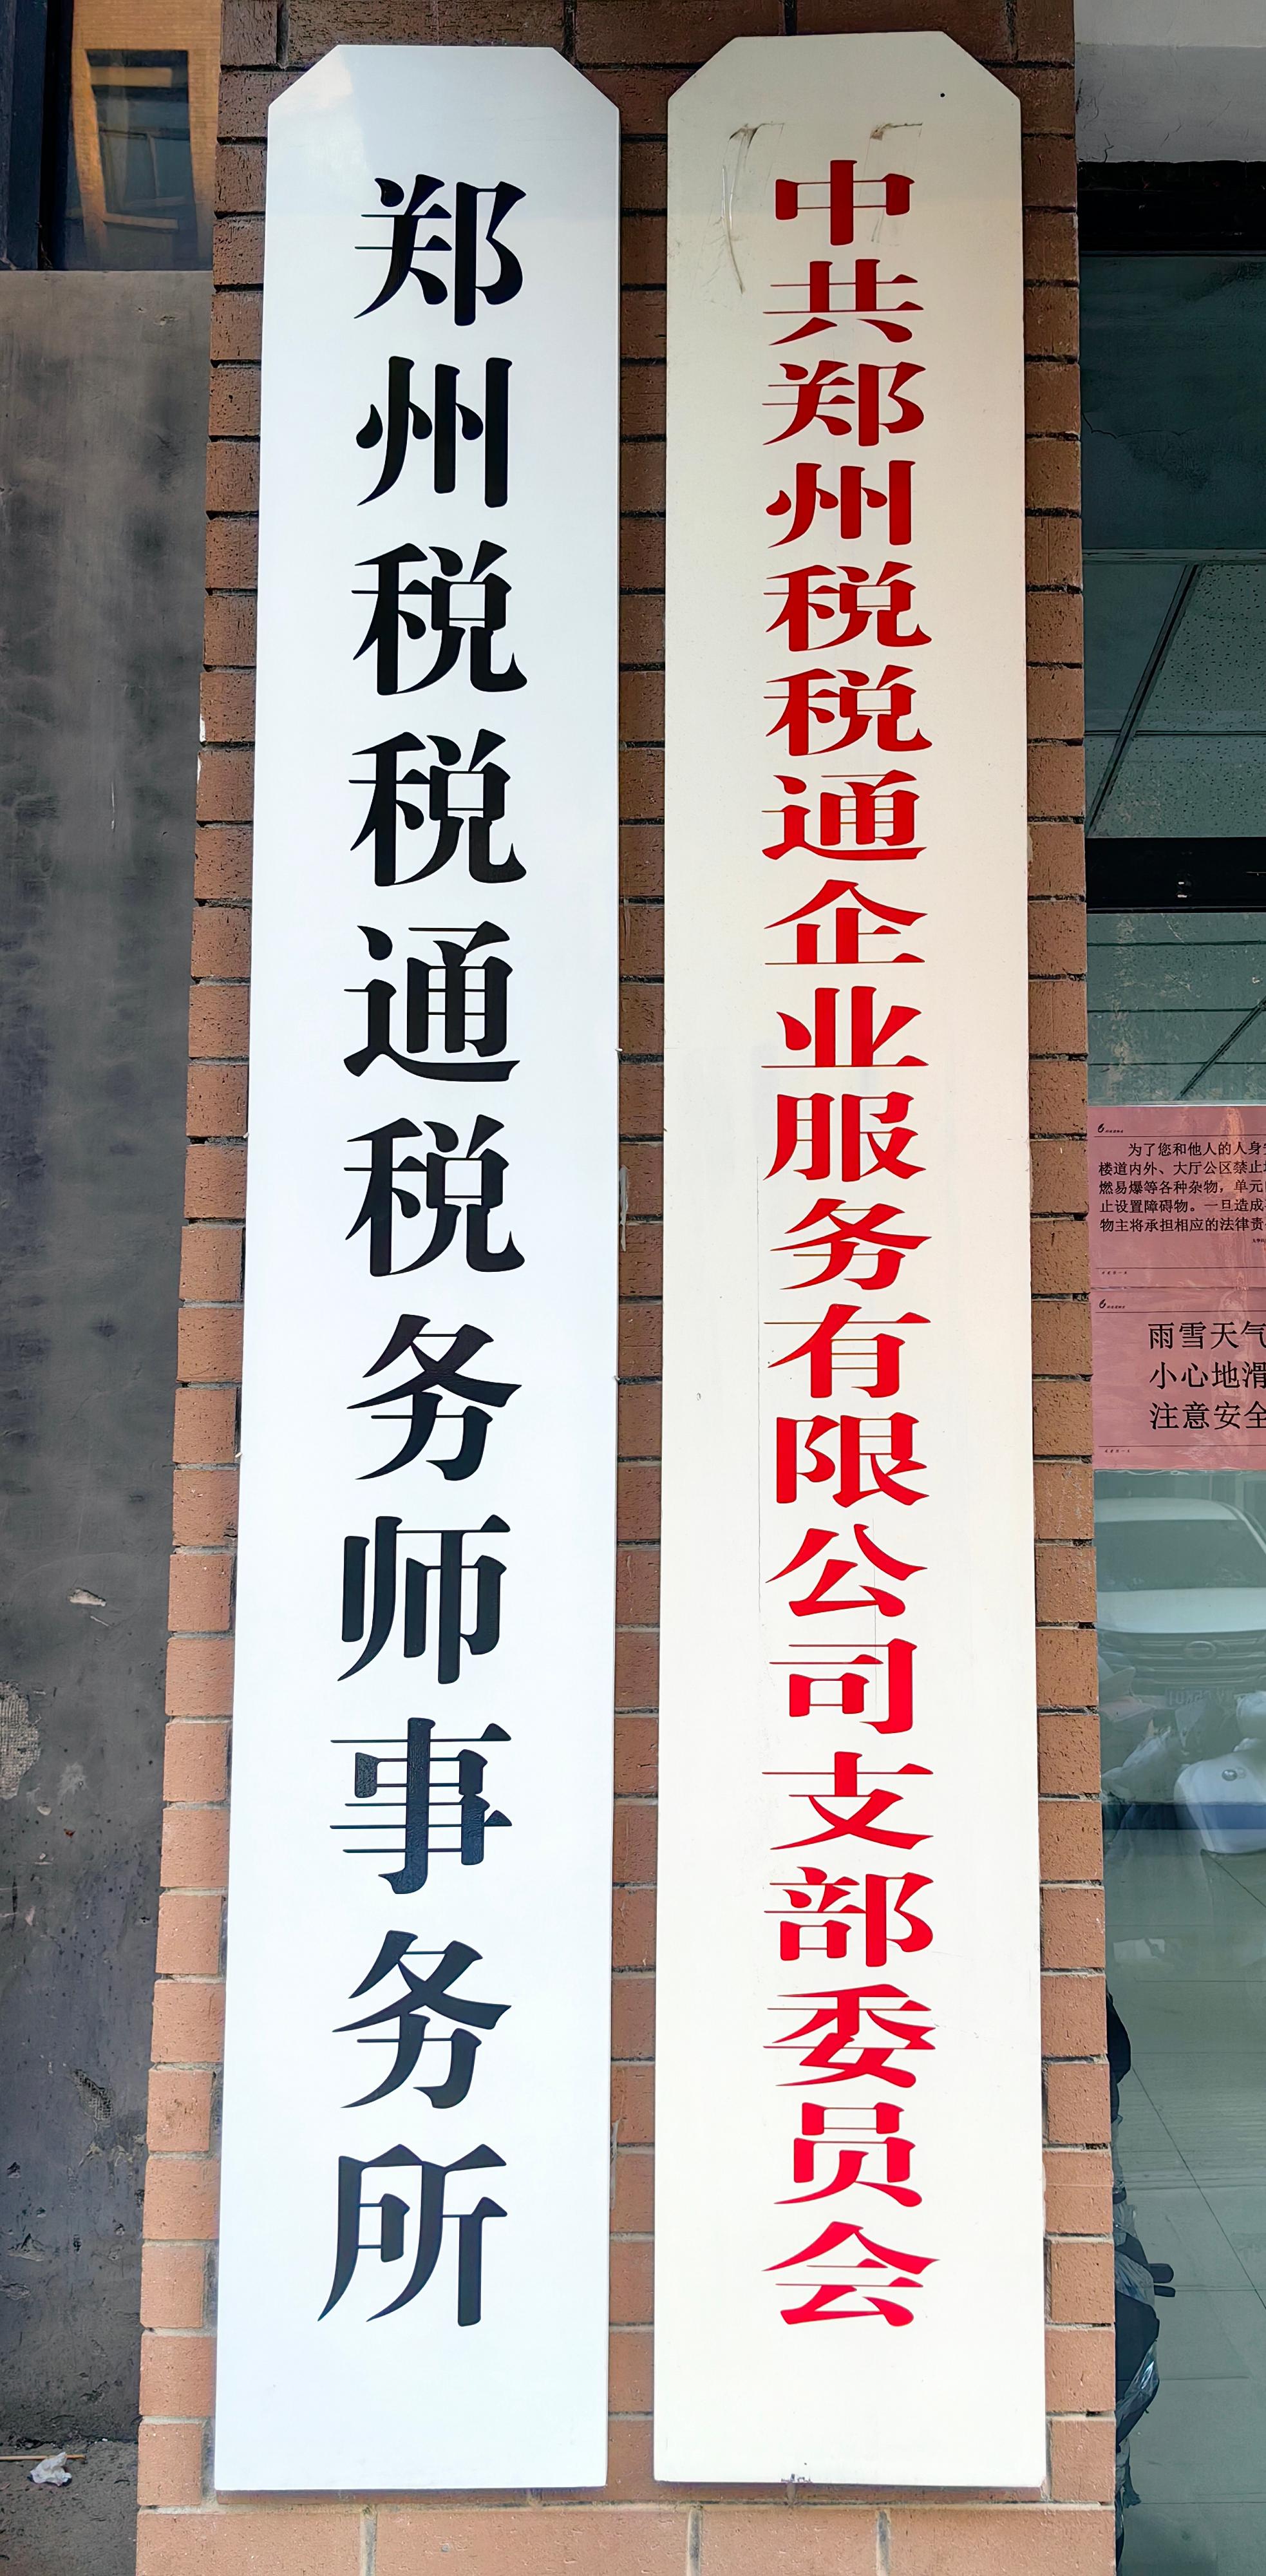 郑州税税通税务师事务所
中共郑州税税通企业服务有限公司支部委员会
为了您和他人的人身
楼道内外、大厅公区禁止
燃易爆等各种杂物，单元
止设置障碍物。一旦造成
物主将承担相应的法律责
雨雪天气
小心地滑
注意安全